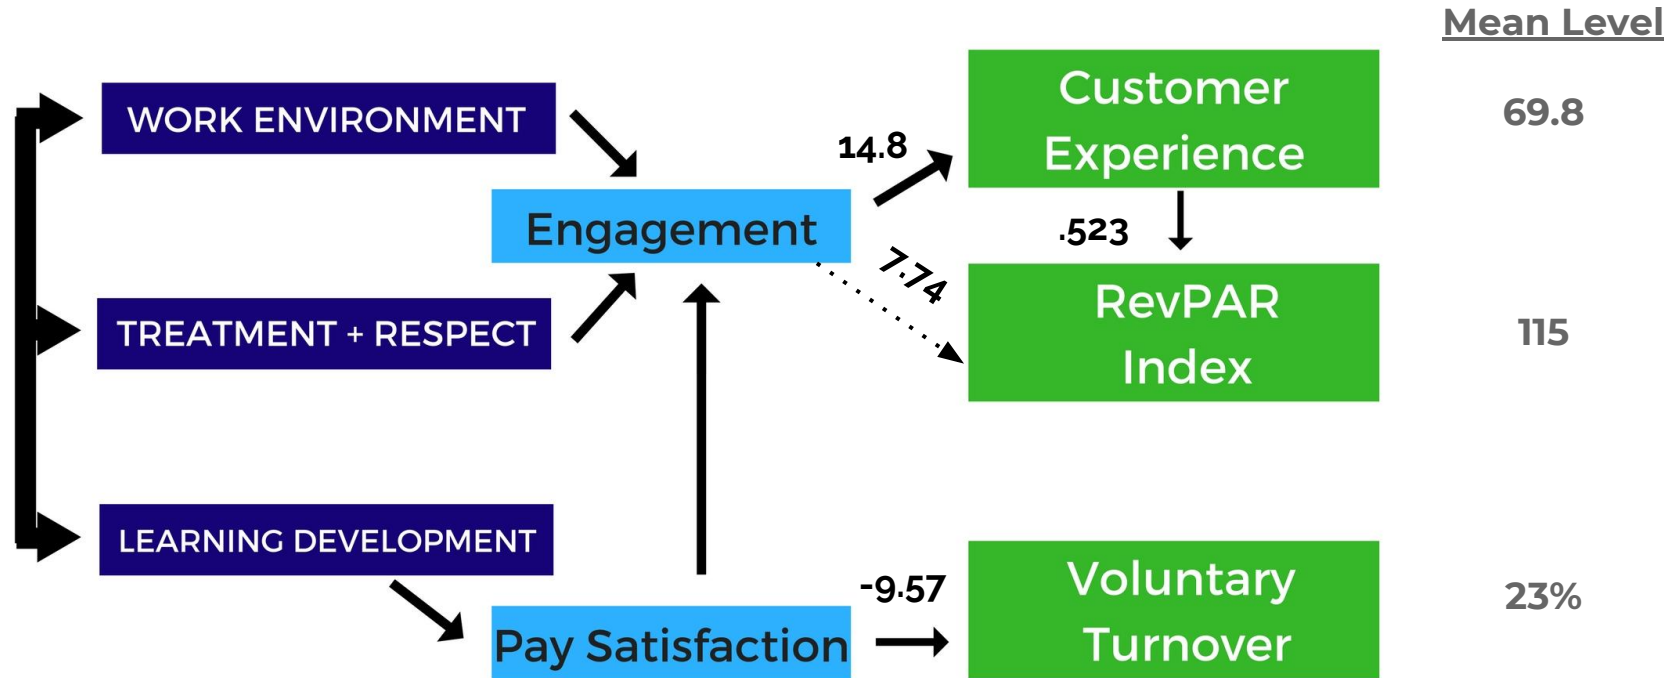 Mean Level
WORK ENVIRONMENT
Customer
Experience
69.8
14.8
Engagement
.523
7.74
TREATMENT + RESPECT
RevPAR
Index
115
LEARNING DEVELOPMENT
-9.57
Pay Satisfaction
Voluntary
Turnover
23%